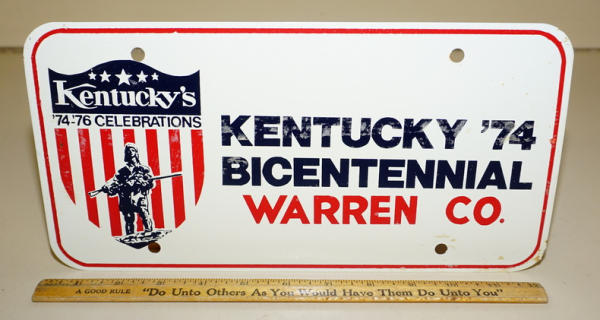 Kentucky's
'74-'76 CELEBRATIONS
KENTUCKY '74
BICENTENNIAL
WARREN CO.
A GOOD RULE "Do Unto Others As You Would Have Them Do Unto You"